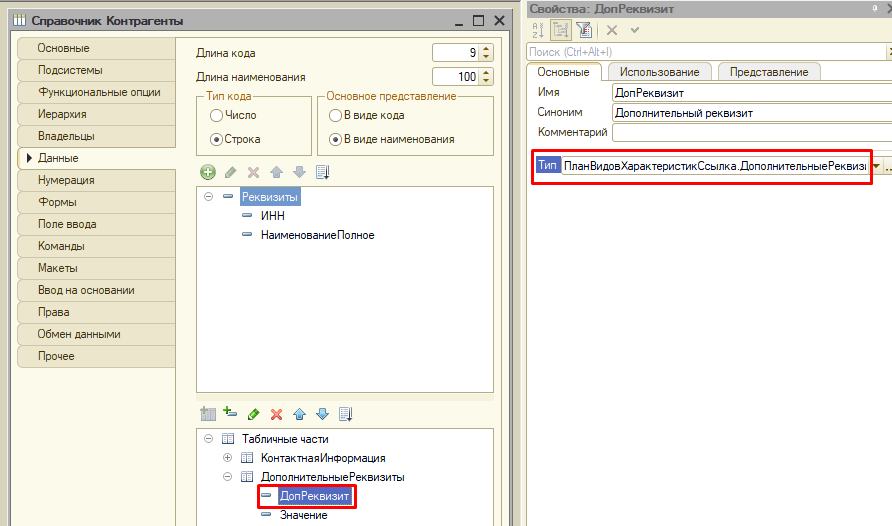 Справочник Контрагенты
Основные
Подсистемы
Функциональные опции
Иерархия
Владельцы
Данные
Нумерация
Формы
Поле ввода
Команды
Макеты
Ввод на основании
Права
Обмен данными
Прочее
Длина кода
9
Длина наименования
100
Тип кода
Число
Строка
Основное представление
В виде кода
В виде наименования
Реквизиты
ИНН
НаименованиеПолное
Табличные части
КонтактнаяИнформация
ДополнительныеРеквизиты
ДопРеквизит
Значение
Свойства: ДопРеквизит
Поиск (Ctrl+Alt+I)
Основные
Использование
Представление
Имя
ДопРеквизит
Синоним
Дополнительный реквизит
Комментарий
Тип
ПланВидовХарактеристикСсылка.ДополнительныеРеквизи
...